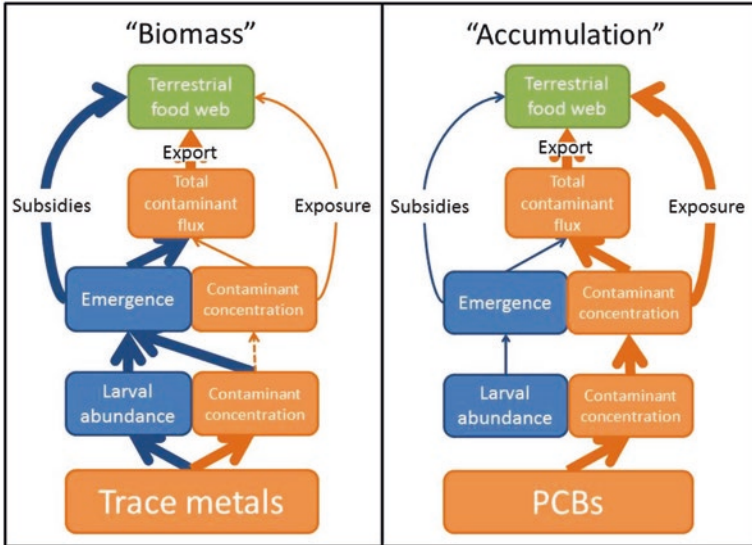 “Biomass”
Terrestrial
food web
Export
Total
contaminant
flux
Subsidies
Exposure
Emergence
Contaminant
concentration
Larval
abundance
Contaminant
concentration
Trace metals
“Accumulation”
Terrestrial
food web
Export
Total
contaminant
flux
Subsidies
Exposure
Emergence
Contaminant
concentration
Larval
abundance
Contaminant
concentration
PCBs